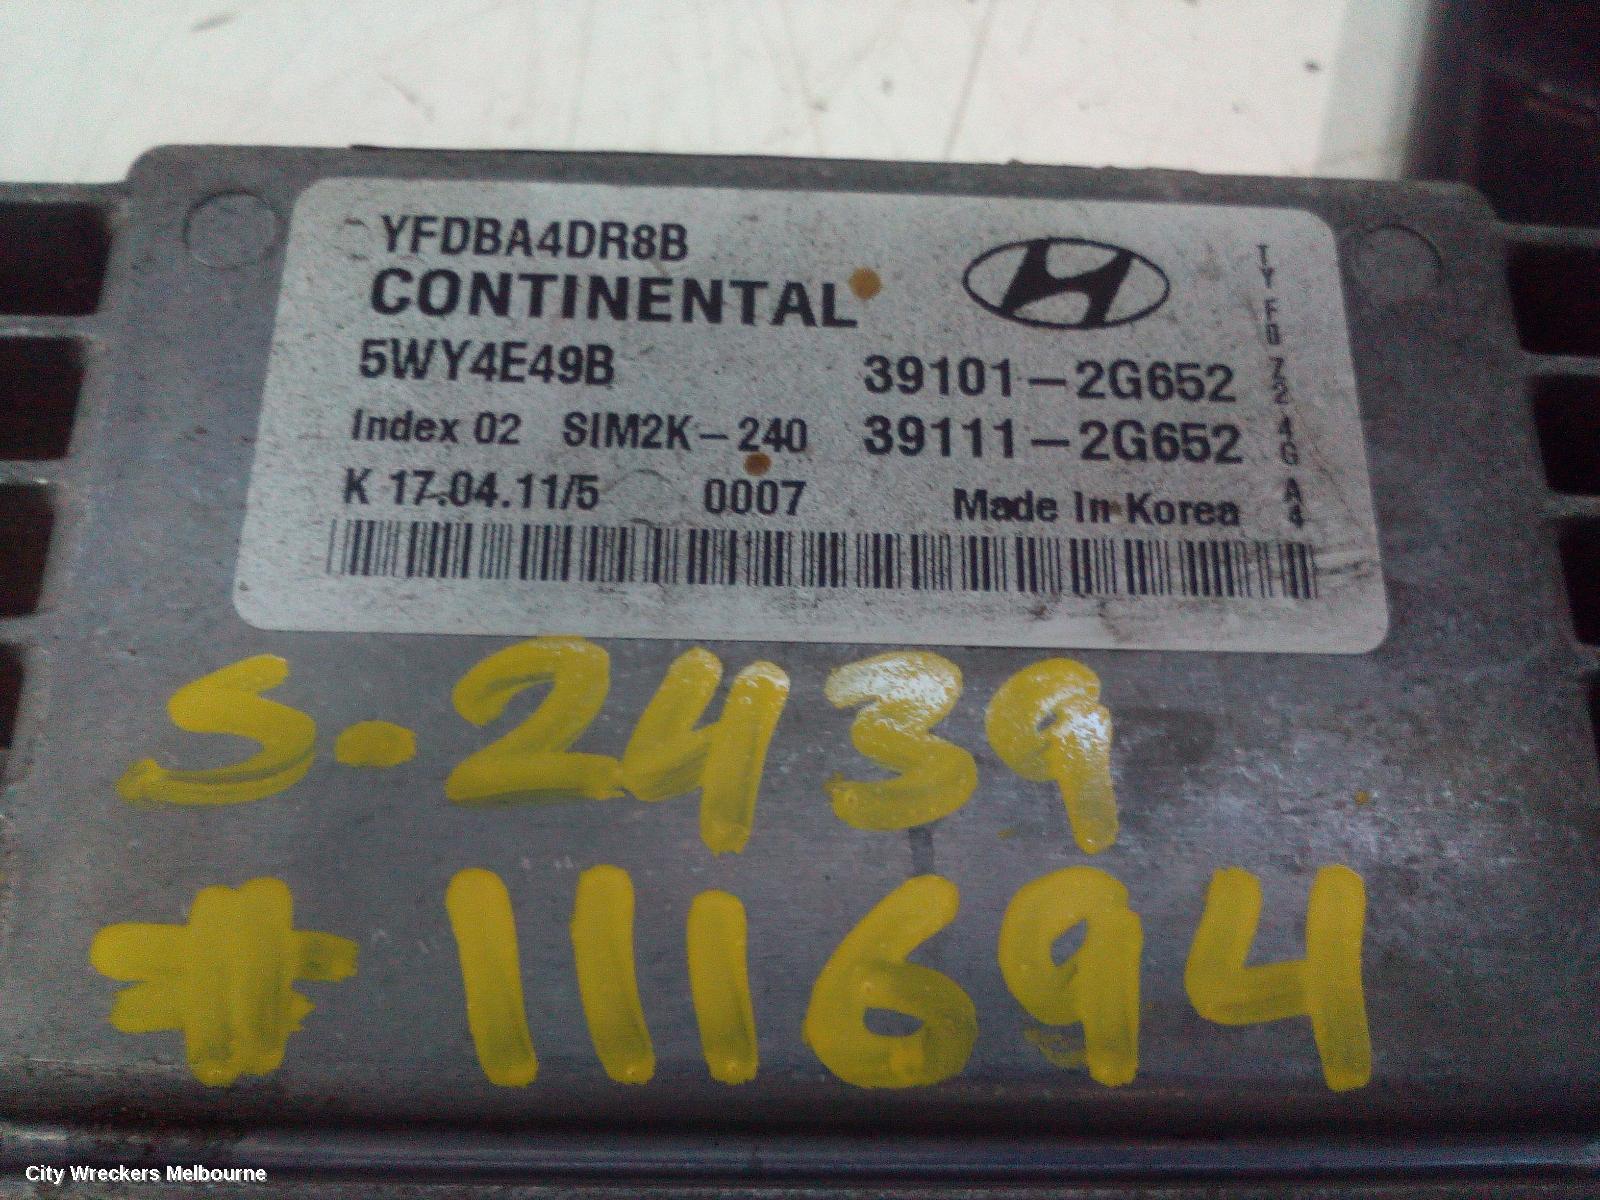 YFDBA4DR8B
CONTINENTAL
5WY4E49B 39101-2G652
Index 02 SIM2K-240 39111-2G652
K 17.04.11/5 0007 Made In Korea
TYFD724GA4
S.2439
#111694
City Wreckers Melbourne